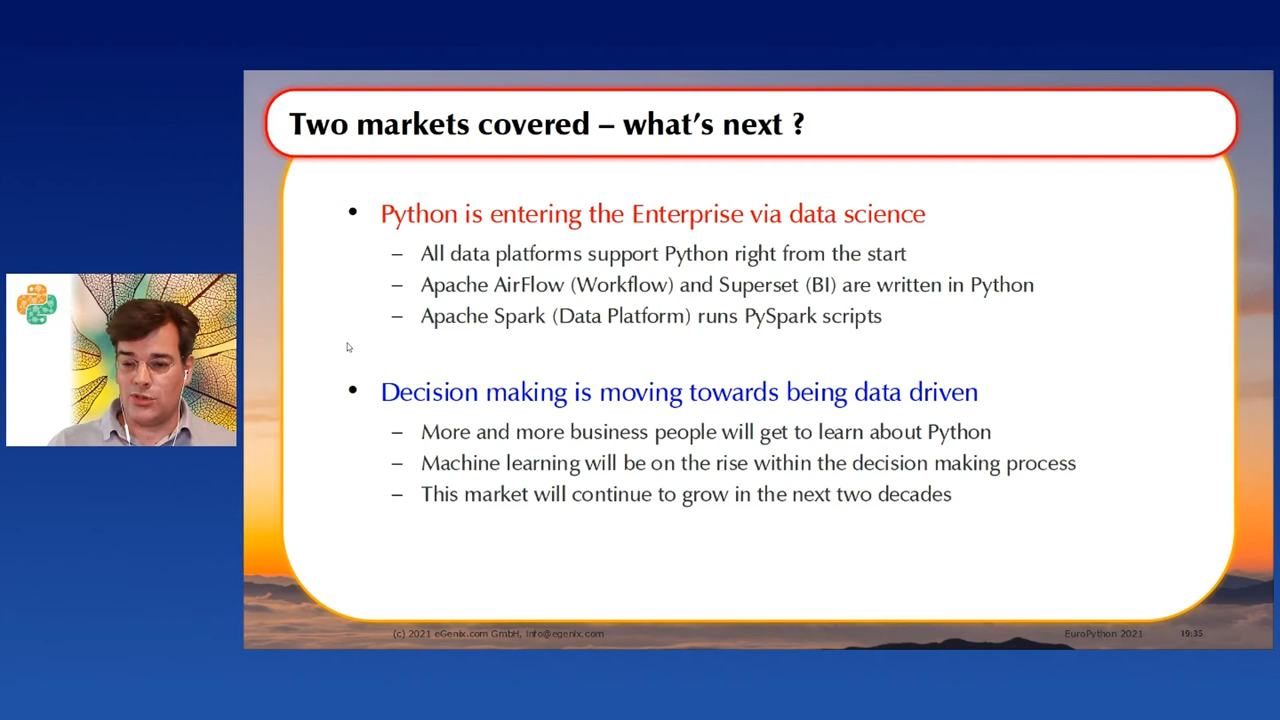 Two markets covered – what's next ?
• Python is entering the Enterprise via data science
– All data platforms support Python right from the start
– Apache AirFlow (Workflow) and Superset (BI) are written in Python
– Apache Spark (Data Platform) runs PySpark scripts
• Decision making is moving towards being data driven
– More and more business people will get to learn about Python
– Machine learning will be on the rise within the decision making process
– This market will continue to grow in the next two decades
(c) 2021 eGenix.com GmbH, info@egenix.com
EuroPython 2021
19:35